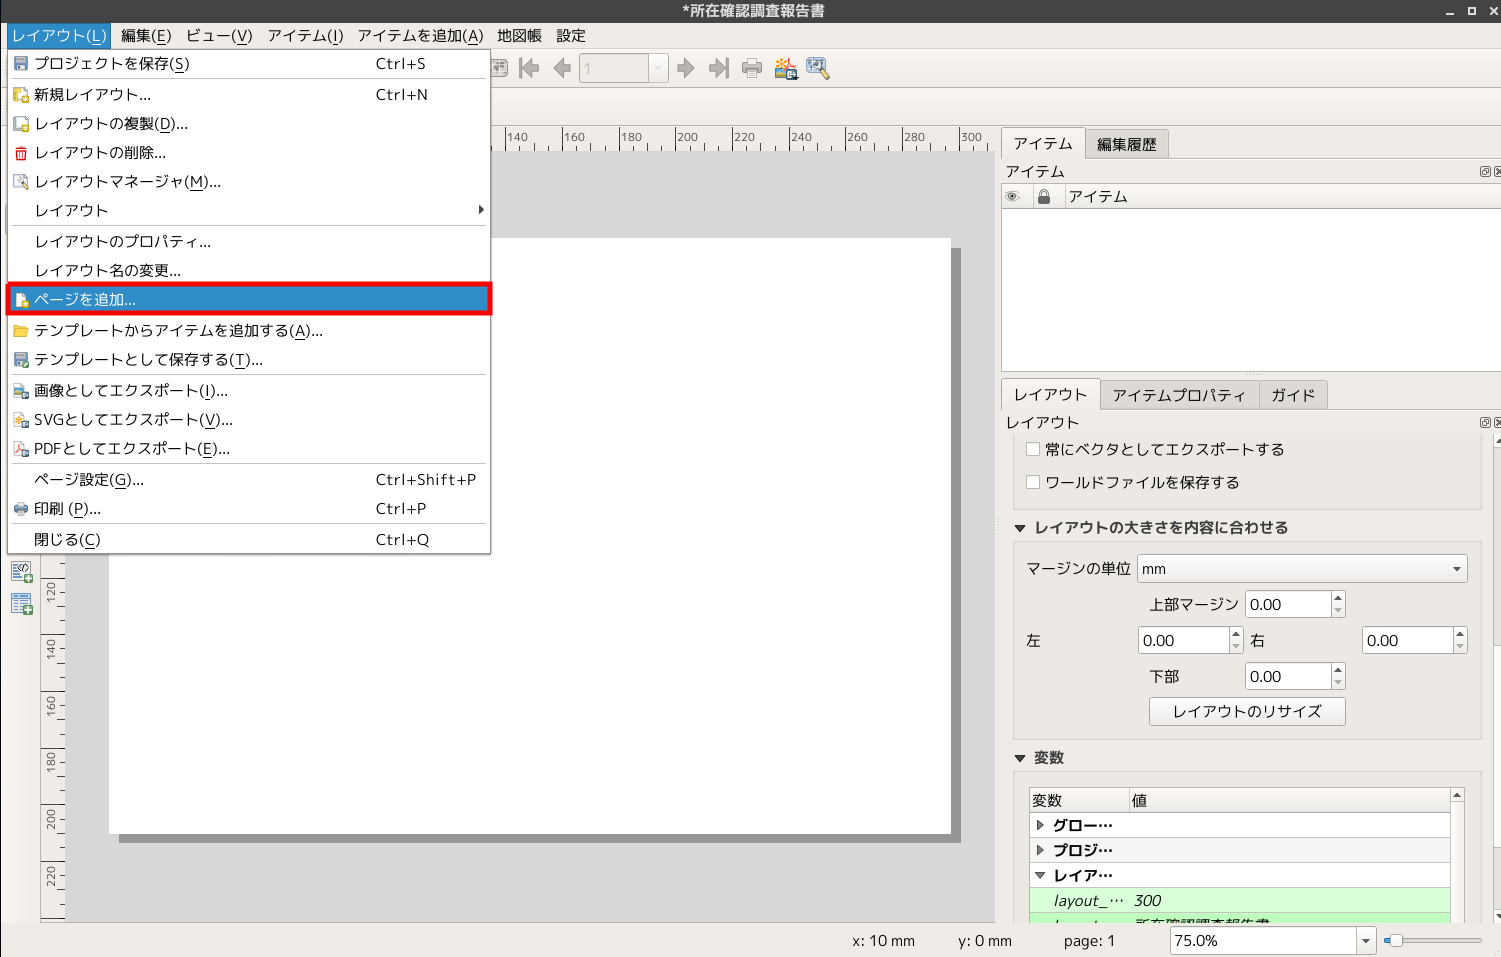 *所在確認調査報告書
レイアウト(L) 編集(E) ビュー(V) アイテム(I) アイテムを追加(A) 地図帳 設定
プロジェクトを保存(S) Ctrl+S
新規レイアウト... Ctrl+N
レイアウトの複製(D)...
レイアウトの削除...
レイアウトマネージャ(M)...
レイアウト
レイアウトのプロパティ...
レイアウト名の変更...
ページを追加...
テンプレートからアイテムを追加する(A)...
テンプレートとして保存する(T)...
画像としてエクスポート(I)...
SVGとしてエクスポート(V)...
PDFとしてエクスポート(E)...
ページ設定(G)... Ctrl+Shift+P
印刷 (P)... Ctrl+P
閉じる(C) Ctrl+Q
1
140 160 180 200 220 240 260 280 300
120
140
160
180
200
220
アイテム 編集履歴
アイテム
アイテム
レイアウト アイテムプロパティ ガイド
レイアウト
常にベクタとしてエクスポートする
ワールドファイルを保存する
レイアウトの大きさを内容に合わせる
マージンの単位 mm
上部マージン 0.00
左 0.00 右 0.00
下部 0.00
レイアウトのリサイズ
変数
変数 値
グロー…
プロジ…
レイア…
layout_… 300
所在確認調査報告書
x: 10 mm y: 0 mm page: 1 75.0%